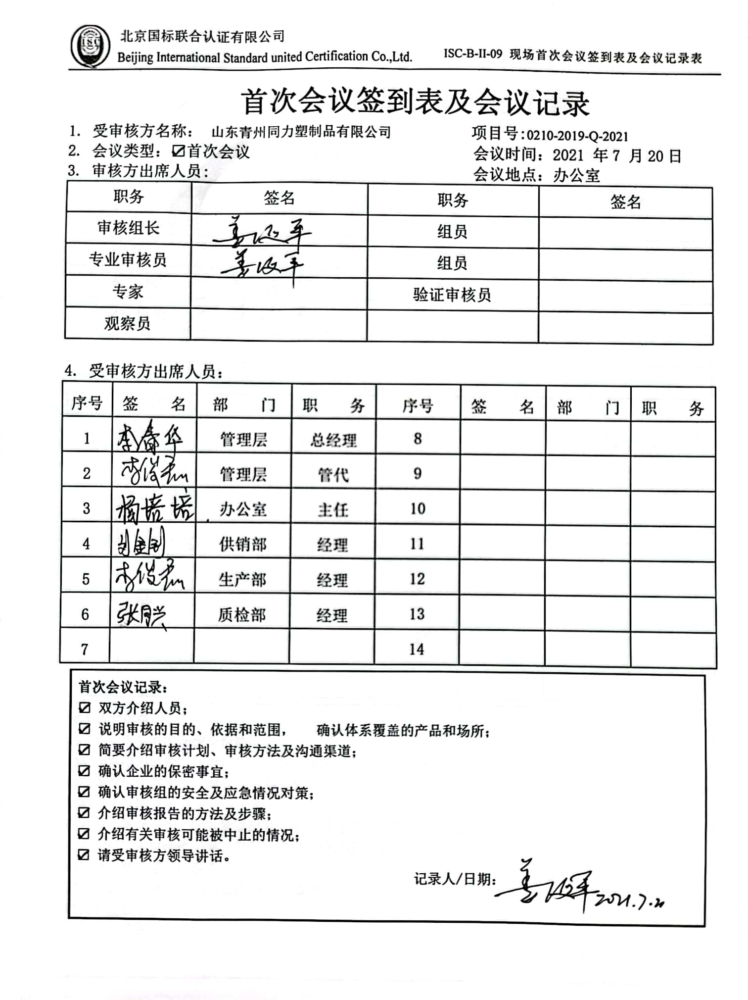 ISC
北京国标联合认证有限公司
Beijing International Standard united Certification Co.,Ltd.
ISC-B-II-09 现场首次会议签到表及会议记录表
首次会议签到表及会议记录
1. 受审核方名称: 山东青州同力塑制品有限公司 项目号:0210-2019-Q-2021
2. 会议类型: ☑首次会议 会议时间: 2021 年 7 月 20 日
3. 审核方出席人员: 会议地点: 办公室
职务 签名 职务 签名
审核组长 组员
专业审核员 组员
专家 验证审核员
观察员
4. 受审核方出席人员:
序号 签 名 部 门 职 务 序号 签 名 部 门 职 务
1 李春华 管理层 总经理 8
2 管理层 管代 9
3 杨培培 办公室 主任 10
4 供销部 经理 11
5 生产部 经理 12
6 张月兴 质检部 经理 13
7 14
首次会议记录:
☑ 双方介绍人员;
☑ 说明审核的目的、依据和范围, 确认体系覆盖的产品和场所;
☑ 简要介绍审核计划、审核方法及沟通渠道;
☑ 确认企业的保密事宜;
☑ 确认审核组的安全及应急情况对策;
☑ 介绍审核报告的方法及步骤;
☑ 介绍有关审核可能被中止的情况;
☑ 请受审核方领导讲话。
记录人/日期: 2021.7.20